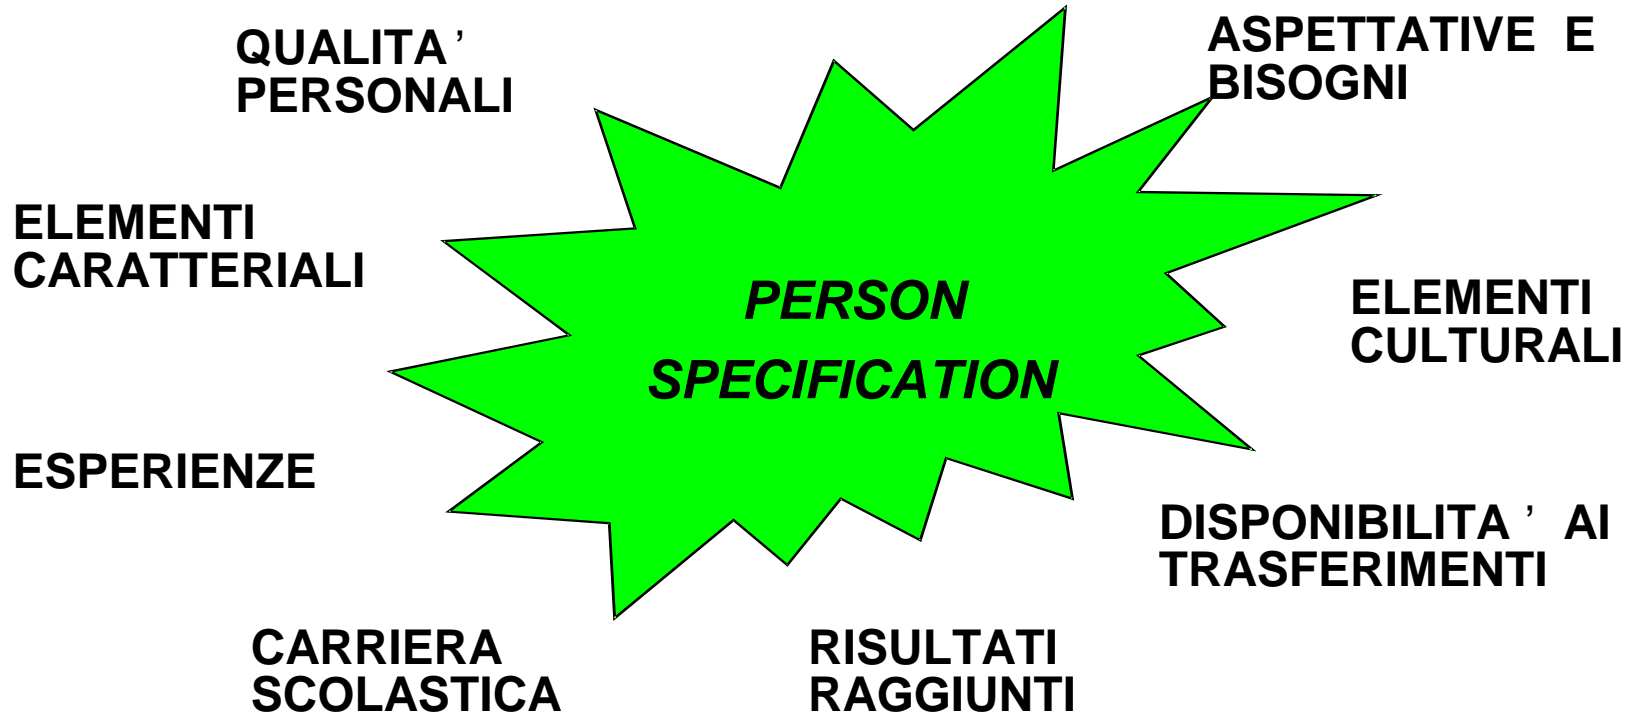 QUALITA’
PERSONALI
ASPETTATIVE E
BISOGNI
ELEMENTI
CARATTERIALI
PERSON
SPECIFICATION
ELEMENTI
CULTURALI
ESPERIENZE
DISPONIBILITA’ AI
TRASFERIMENTI
CARRIERA
SCOLASTICA
RISULTATI
RAGGIUNTI